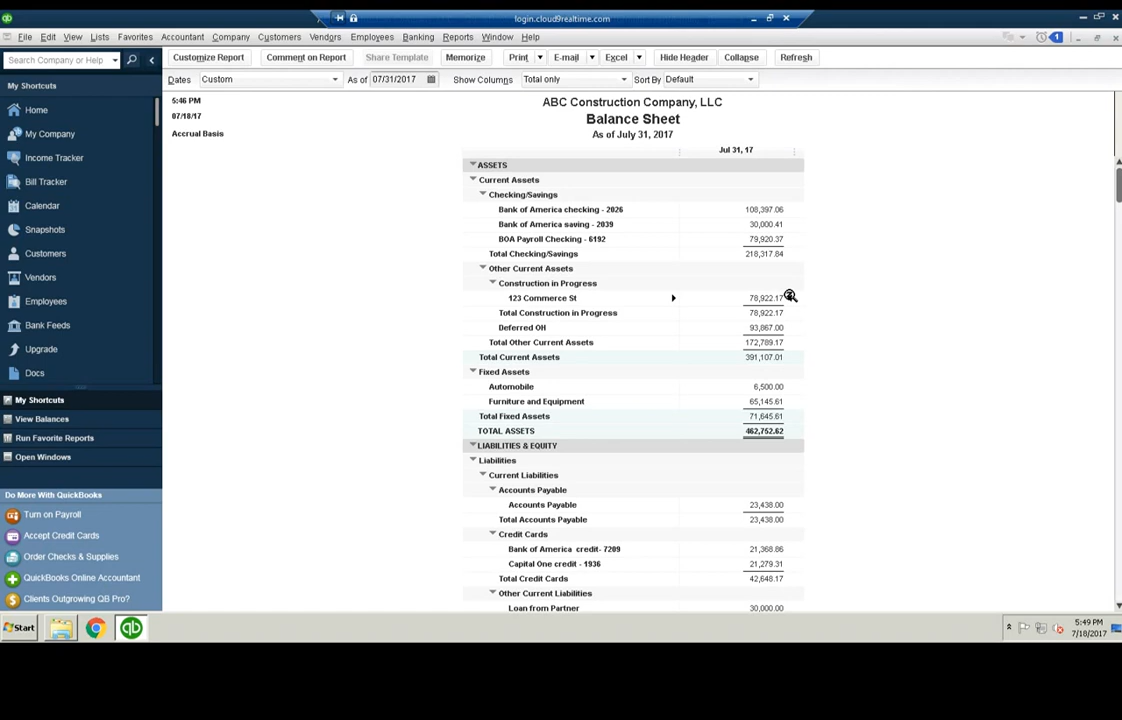 login.cloud9realtime.com
File Edit View Lists Favorites Accountant Company Customers Vendors Employees Banking Reports Window Help
1
Search Company or Help
Customize Report Comment on Report Share Template Memorize Print E-mail Excel Hide Header Collapse Refresh
Dates Custom As of 07/31/2017 Show Columns Total only Sort By Default
My Shortcuts
Home
My Company
Income Tracker
Bill Tracker
Calendar
Snapshots
Customers
Vendors
Employees
Bank Feeds
Upgrade
Docs
My Shortcuts
View Balances
Run Favorite Reports
Open Windows
Do More With QuickBooks
Turn on Payroll
Accept Credit Cards
Order Checks & Supplies
QuickBooks Online Accountant
Clients Outgrowing QB Pro?
5:46 PM
07/18/17
Accrual Basis
ABC Construction Company, LLC
Balance Sheet
As of July 31, 2017
Jul 31, 17
ASSETS
Current Assets
Checking/Savings
Bank of America checking - 2026 108,397.06
Bank of America saving - 2039 30,000.41
BOA Payroll Checking - 6192 79,920.37
Total Checking/Savings 218,317.84
Other Current Assets
Construction in Progress
123 Commerce St 78,922.17
Total Construction in Progress 78,922.17
Deferred OH 93,867.00
Total Other Current Assets 172,789.17
Total Current Assets 391,107.01
Fixed Assets
Automobile 6,500.00
Furniture and Equipment 65,145.61
Total Fixed Assets 71,645.61
TOTAL ASSETS 462,752.62
LIABILITIES & EQUITY
Liabilities
Current Liabilities
Accounts Payable
Accounts Payable 23,438.00
Total Accounts Payable 23,438.00
Credit Cards
Bank of America credit- 7209 21,368.86
Capital One credit - 1936 21,279.31
Total Credit Cards 42,648.17
Other Current Liabilities
Loan from Partner 30,000.00
Start
qb
5:49 PM
7/18/2017